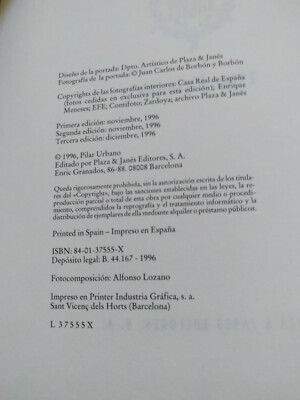 Diseño de la portada: Dpto. Artístico de Plaza & Janés
Fotografía de la portada: © Juan Carlos de Borbón y Borbón
Copyrights de las fotografías interiores: Casa Real de España
(fotos cedidas en exclusiva para esta edición); Enrique
Meneses; EFE; Contifoto; Zardoya; archivo Plaza & Janés
Primera edición: noviembre, 1996
Segunda edición: noviembre, 1996
Tercera edición: diciembre, 1996
© 1996, Pilar Urbano
Editado por Plaza & Janés Editores, S. A.
Enric Granados, 86-88. 08008 Barcelona
Queda rigurosamente prohibida, sin la autorización escrita de los titula-
res del «Copyright», bajo las sanciones establecidas en las leyes, la re-
producción parcial o total de esta obra por cualquier medio o procedi-
miento, comprendidos la reprografía y el tratamiento informático y la
distribución de ejemplares de ella mediante alquiler o préstamo públicos.
Printed in Spain – Impreso en España
ISBN: 84-01-37555-X
Depósito legal: B. 44.167 - 1996
Fotocomposición: Alfonso Lozano
Impreso en Printer Industria Gráfica, s. a.
Sant Vicenç dels Horts (Barcelona)
L 37555X